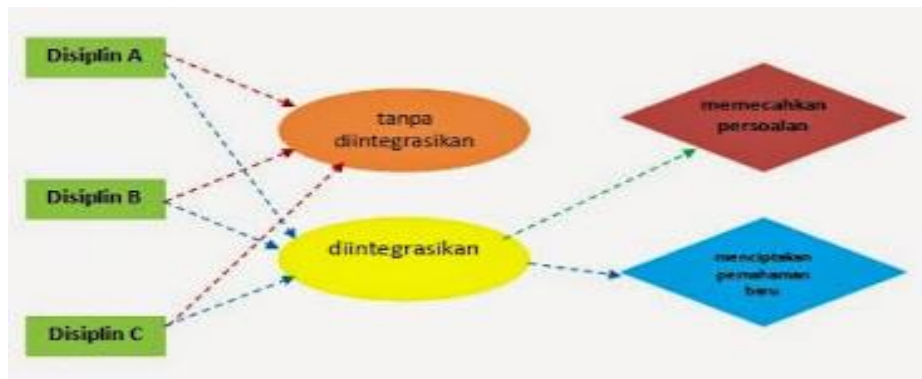 Disiplin A
tanpa
diintegrasikan
memecahkan
persoalan
Disiplin B
diintegrasikan
menciptakan
pemahaman
baru
Disiplin C